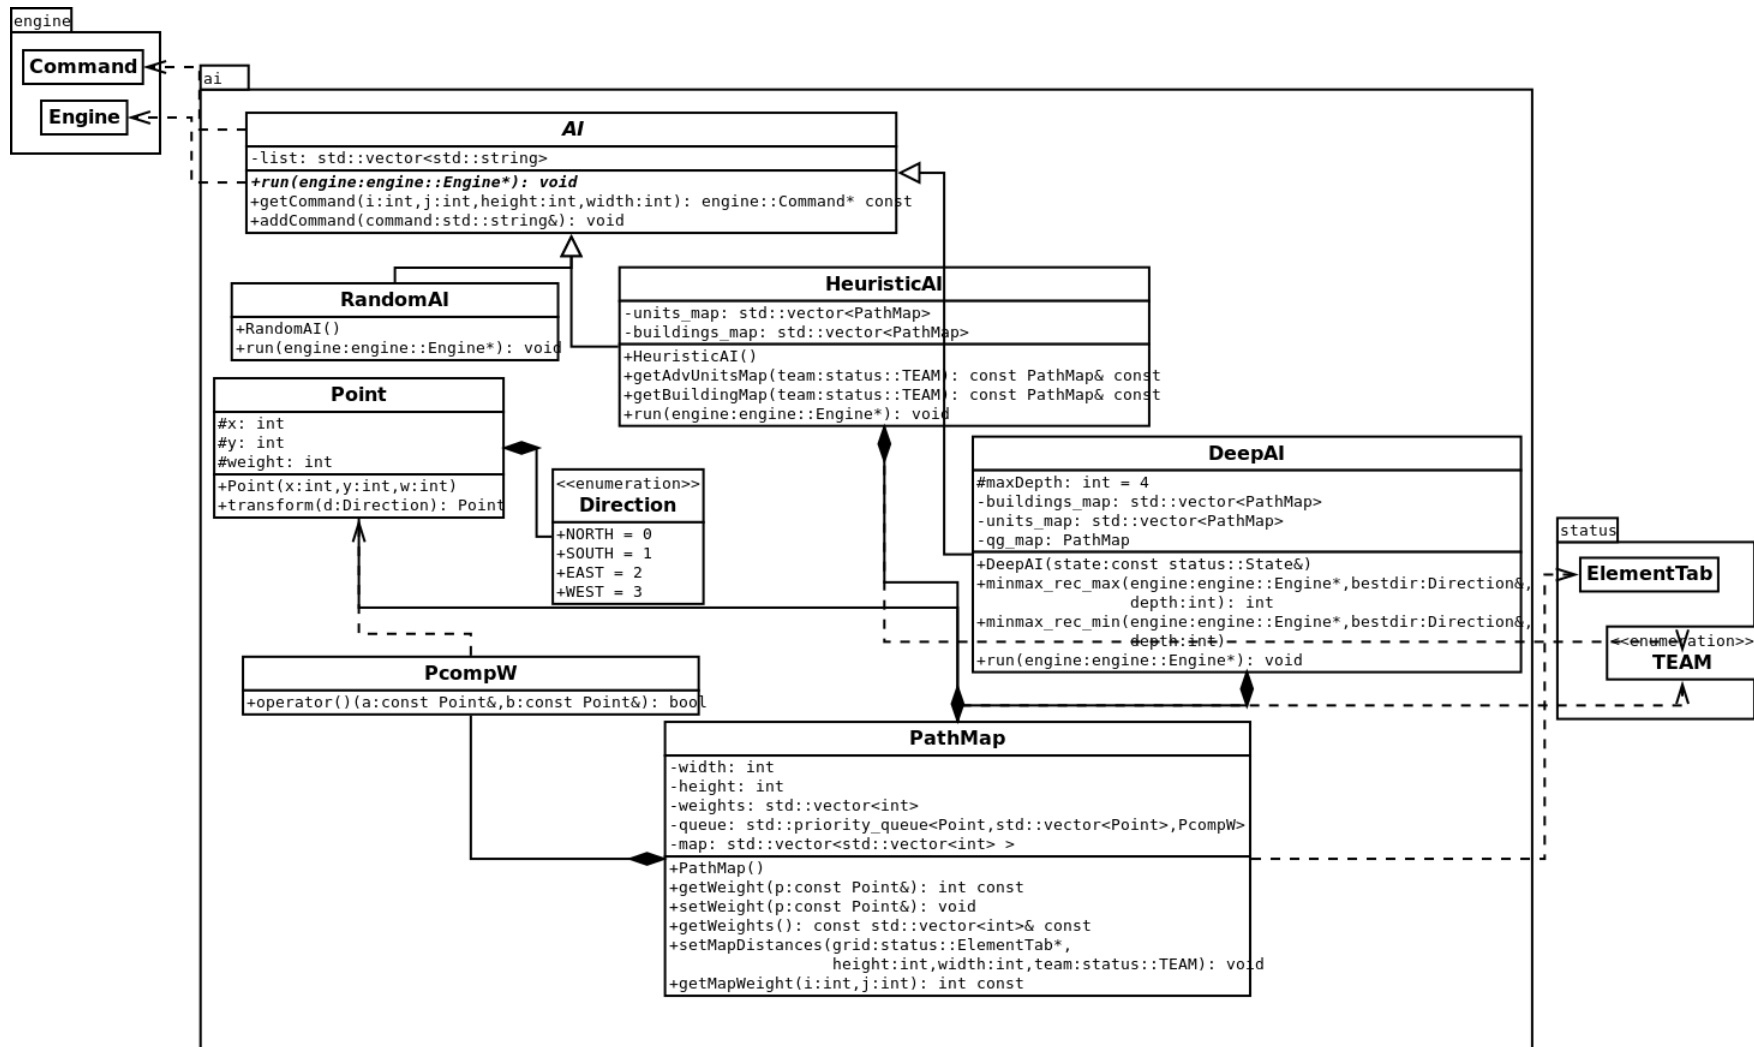 engine
Command
Engine
ai
AI
-list: std::vector<std::string>
+run(engine:engine::Engine*): void
+getCommand(i:int,j:int,height:int,width:int): engine::Command* const
+addCommand(command:std::string&): void
RandomAI
+RandomAI()
+run(engine:engine::Engine*): void
HeuristicAI
-units_map: std::vector<PathMap>
-buildings_map: std::vector<PathMap>
+HeuristicAI()
+getAdvUnitsMap(team:status::TEAM): const PathMap& const
+getBuildingMap(team:status::TEAM): const PathMap& const
+run(engine:engine::Engine*): void
Point
#x: int
#y: int
#weight: int
+Point(x:int,y:int,w:int)
+transform(d:Direction): Point
<<enumeration>>
Direction
+NORTH = 0
+SOUTH = 1
+EAST = 2
+WEST = 3
DeepAI
#maxDepth: int = 4
-buildings_map: std::vector<PathMap>
-units_map: std::vector<PathMap>
-qg_map: PathMap
+DeepAI(state:const status::State&)
+minmax_rec_max(engine:engine::Engine*,bestdir:Direction&,
depth:int): int
+minmax_rec_min(engine:engine::Engine*,bestdir:Direction&,
depth:int)
+run(engine:engine::Engine*): void
status
ElementTab
<<enumeration>>
TEAM
PcompW
+operator()(a:const Point&,b:const Point&): bool
PathMap
-width: int
-height: int
-weights: std::vector<int>
-queue: std::priority_queue<Point,std::vector<Point>,PcompW>
-map: std::vector<std::vector<int> >
+PathMap()
+getWeight(p:const Point&): int const
+setWeight(p:const Point&): void
+getWeights(): const std::vector<int>& const
+setMapDistances(grid:status::ElementTab*,
height:int,width:int,team:status::TEAM): void
+getMapWeight(i:int,j:int): int const